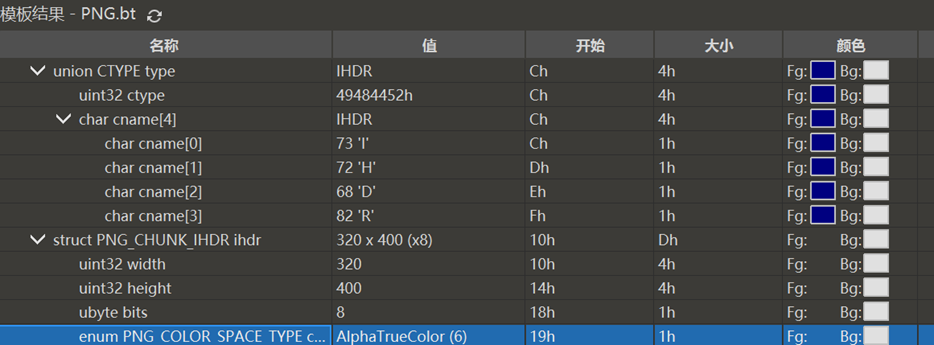 模板结果 - PNG.bt
名称 值 开始 大小 颜色
union CTYPE type IHDR Ch 4h Fg: Bg:
uint32 ctype 49484452h Ch 4h Fg: Bg:
char cname[4] IHDR Ch 4h Fg: Bg:
char cname[0] 73 'I' Ch 1h Fg: Bg:
char cname[1] 72 'H' Dh 1h Fg: Bg:
char cname[2] 68 'D' Eh 1h Fg: Bg:
char cname[3] 82 'R' Fh 1h Fg: Bg:
struct PNG_CHUNK_IHDR ihdr 320 x 400 (x8) 10h Dh Fg: Bg:
uint32 width 320 10h 4h Fg: Bg:
uint32 height 400 14h 4h Fg: Bg:
ubyte bits 8 18h 1h Fg: Bg:
enum PNG_COLOR_SPACE_TYPE c... AlphaTrueColor (6) 19h 1h Fg: Bg: